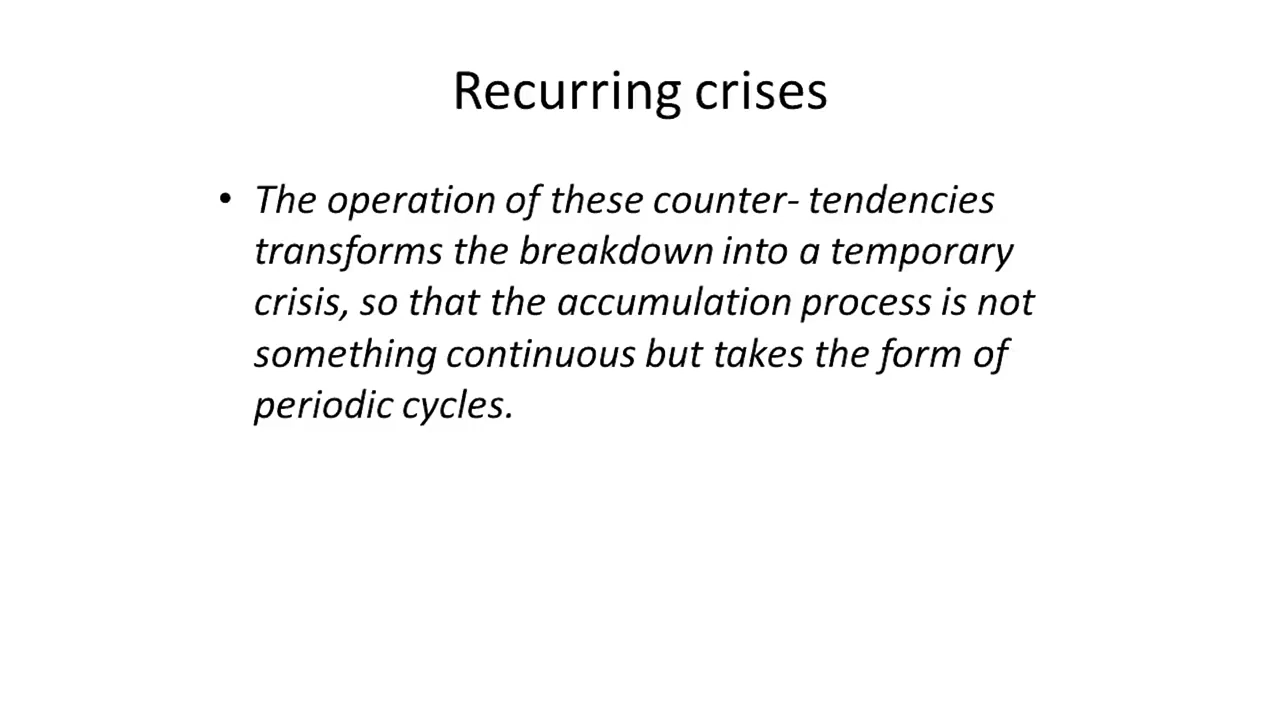 Recurring crises
• The operation of these counter- tendencies
transforms the breakdown into a temporary
crisis, so that the accumulation process is not
something continuous but takes the form of
periodic cycles.